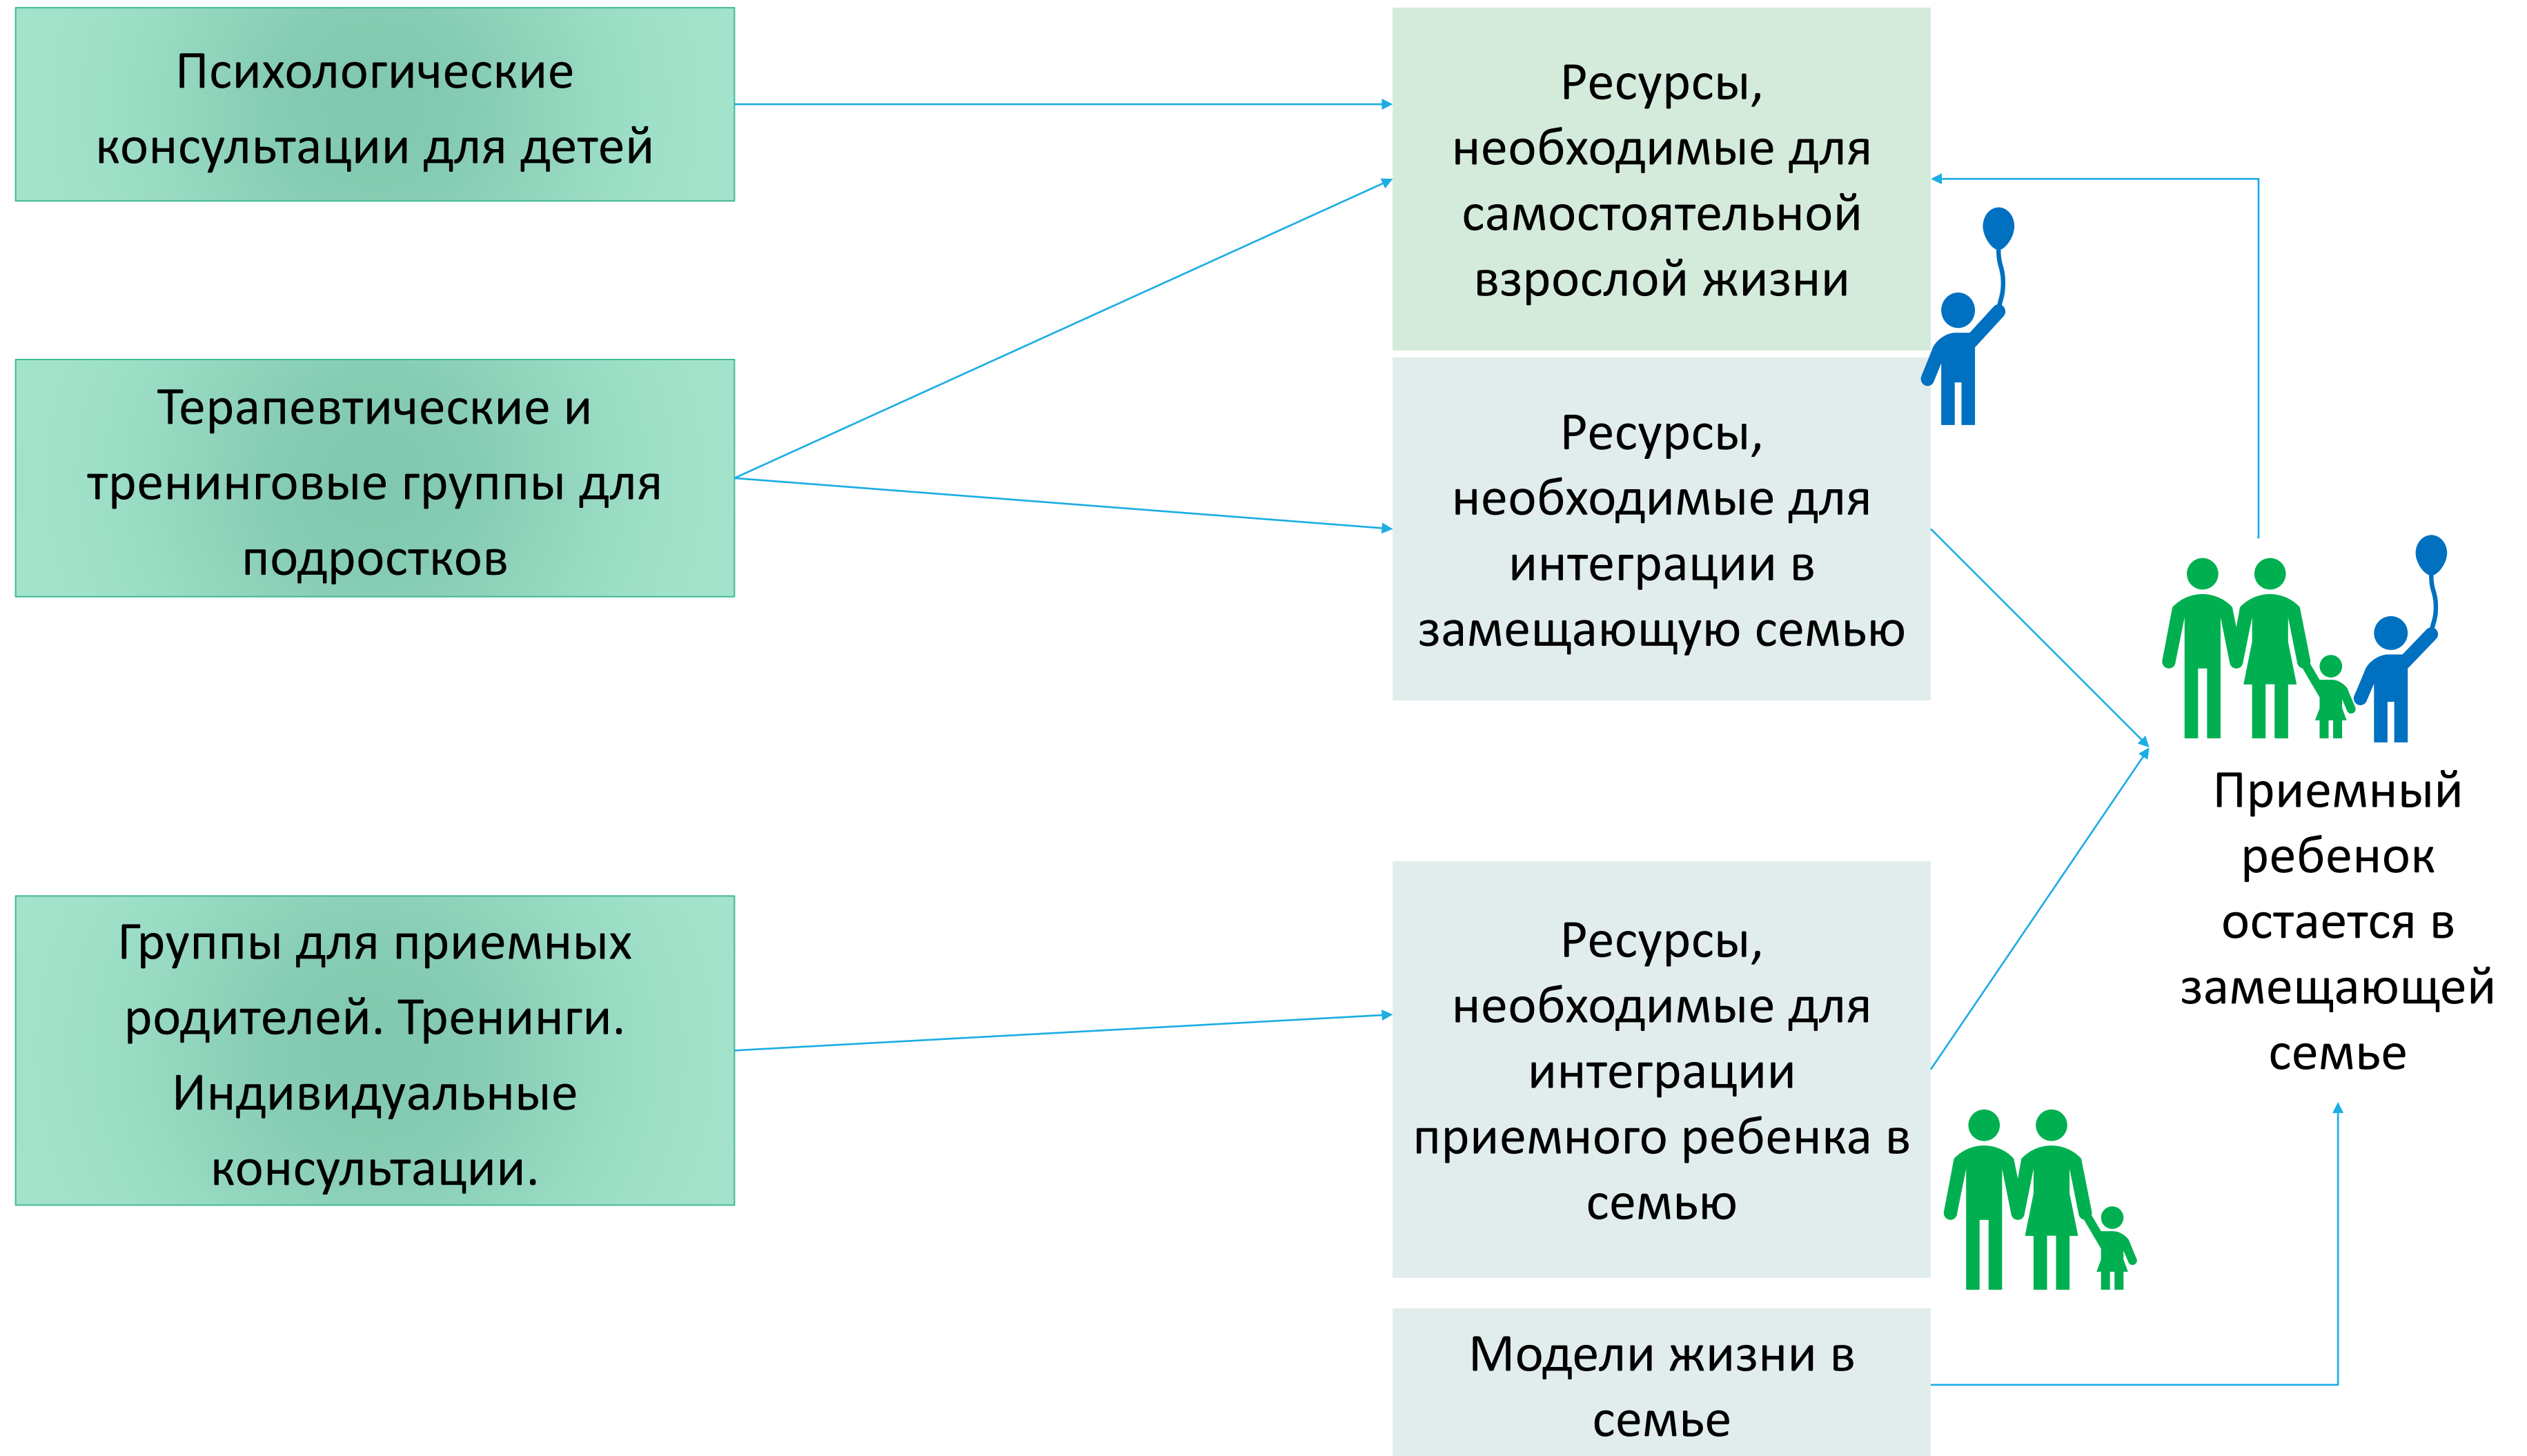 Психологические
консультации для детей
Терапевтические и
тренинговые группы для
подростков
Группы для приемных
родителей. Тренинги.
Индивидуальные
консультации.
Ресурсы,
необходимые для
самостоятельной
взрослой жизни
Ресурсы,
необходимые для
интеграции в
замещающую семью
Ресурсы,
необходимые для
интеграции
приемного ребенка в
семью
Модели жизни в
семье
Приемный
ребенок
остается в
замещающей
семье